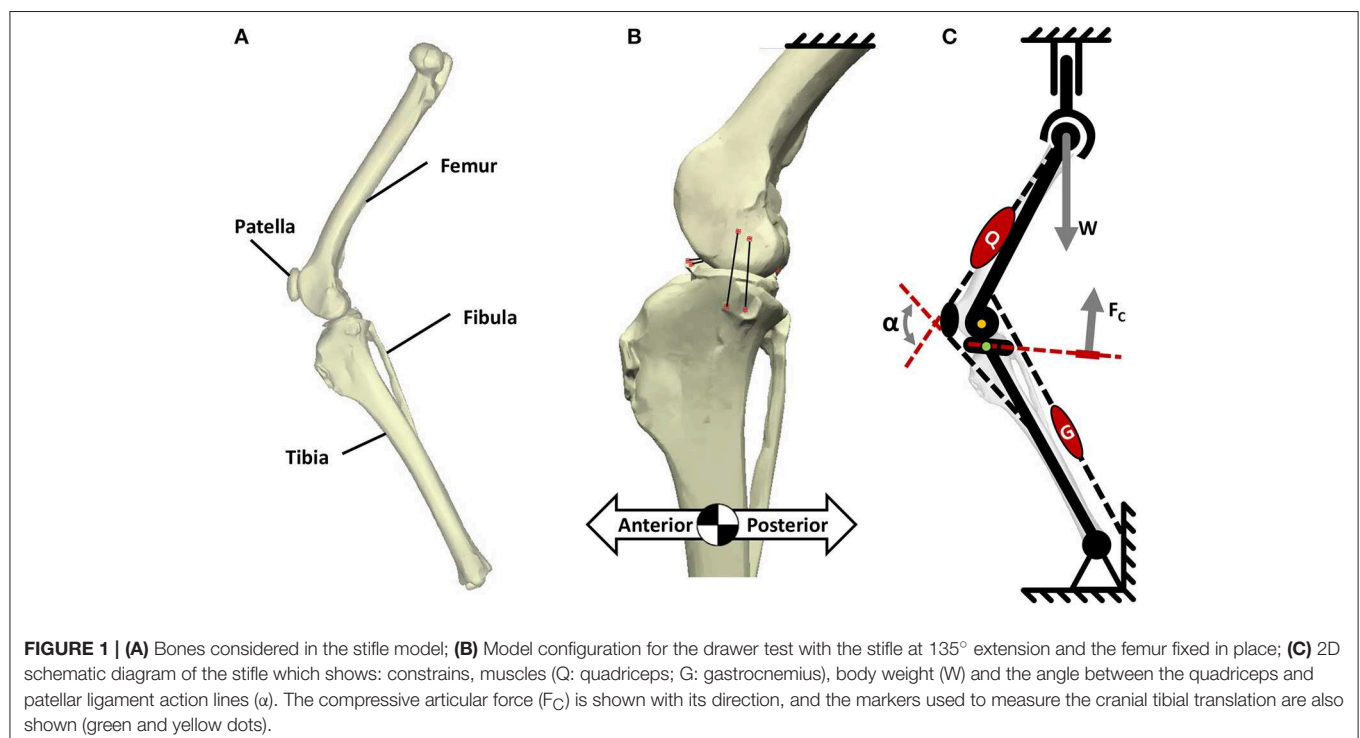 A
B
C
Femur
Patella
Fibula
Tibia
Anterior Posterior
Q
W
α
F_C
G
FIGURE 1 | (A) Bones considered in the stifle model; (B) Model configuration for the drawer test with the stifle at 135° extension and the femur fixed in place; (C) 2D
schematic diagram of the stifle which shows: constrains, muscles (Q: quadriceps; G: gastrocnemius), body weight (W) and the angle between the quadriceps and
patellar ligament action lines (α). The compressive articular force (F_C) is shown with its direction, and the markers used to measure the cranial tibial translation are also
shown (green and yellow dots).